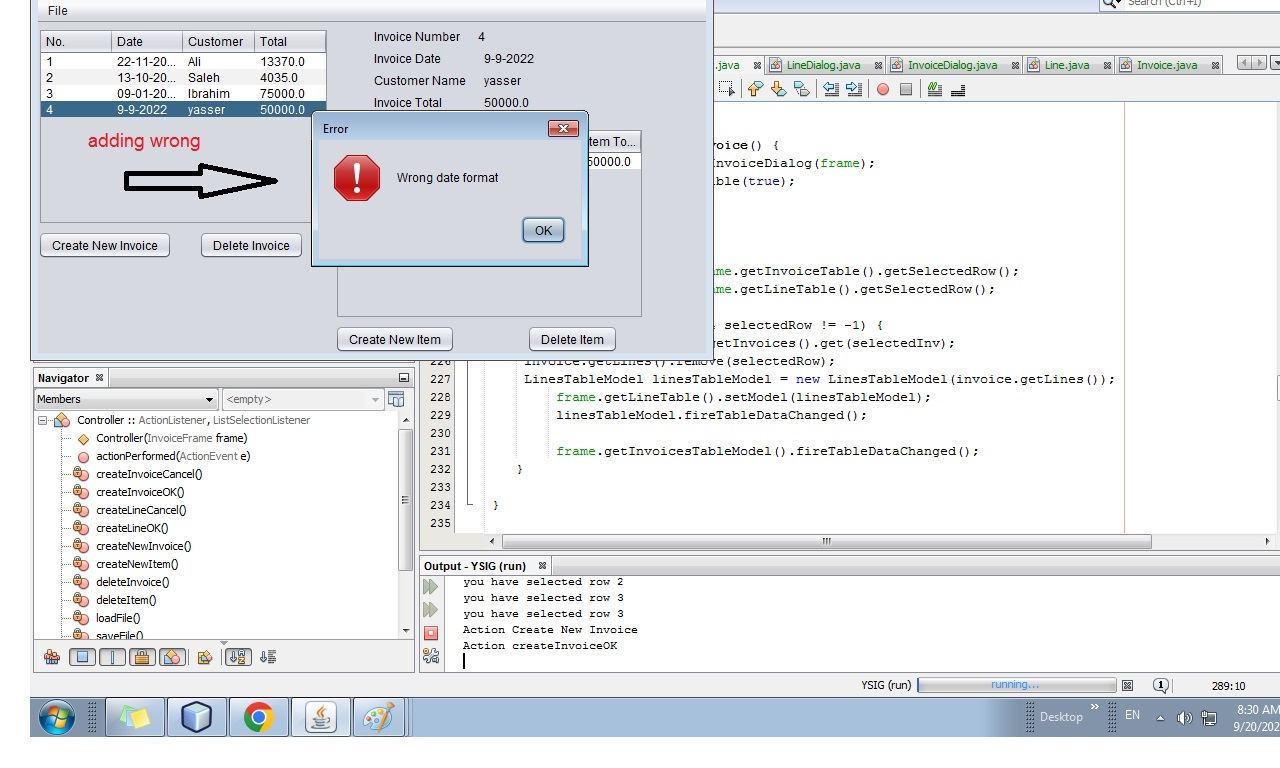 Search (Ctrl+I)
File
No. Date Customer Total
1 22-11-20... Ali 13370.0
2 13-10-20... Saleh 4035.0
3 09-01-20... Ibrahim 75000.0
4 9-9-2022 yasser 50000.0
adding wrong
Create New Invoice Delete Invoice
Invoice Number 4
Invoice Date 9-9-2022
Customer Name yasser
Invoice Total 50000.0
tem To...
50000.0
Error
Wrong date format
OK
Create New Item Delete Item
.java LineDialog.java InvoiceDialog.java Line.java Invoice.java
voice() {
InvoiceDialog(frame);
ble(true);
me.getInvoiceTable().getSelectedRow();
me.getLineTable().getSelectedRow();
selectedRow != -1) {
getInvoices().get(selectedInv);
226 invoice.getLines().remove(selectedRow);
227 LinesTableModel linesTableModel = new LinesTableModel(invoice.getLines());
228 frame.getLineTable().setModel(linesTableModel);
229 linesTableModel.fireTableDataChanged();
230
231 frame.getInvoicesTableModel().fireTableDataChanged();
232 }
233
234 }
235
Navigator
Members <empty>
Controller :: ActionListener, ListSelectionListener
Controller(InvoiceFrame frame)
actionPerformed(ActionEvent e)
createInvoiceCancel()
createInvoiceOK()
createLineCancel()
createLineOK()
createNewInvoice()
createNewItem()
deleteInvoice()
deleteItem()
loadFile()
saveFile()
Output - YSIG (run)
you have selected row 2
you have selected row 3
you have selected row 3
Action Create New Invoice
Action createInvoiceOK
YSIG (run) running... 1 289:10
Desktop » EN 8:30 AM
9/20/202